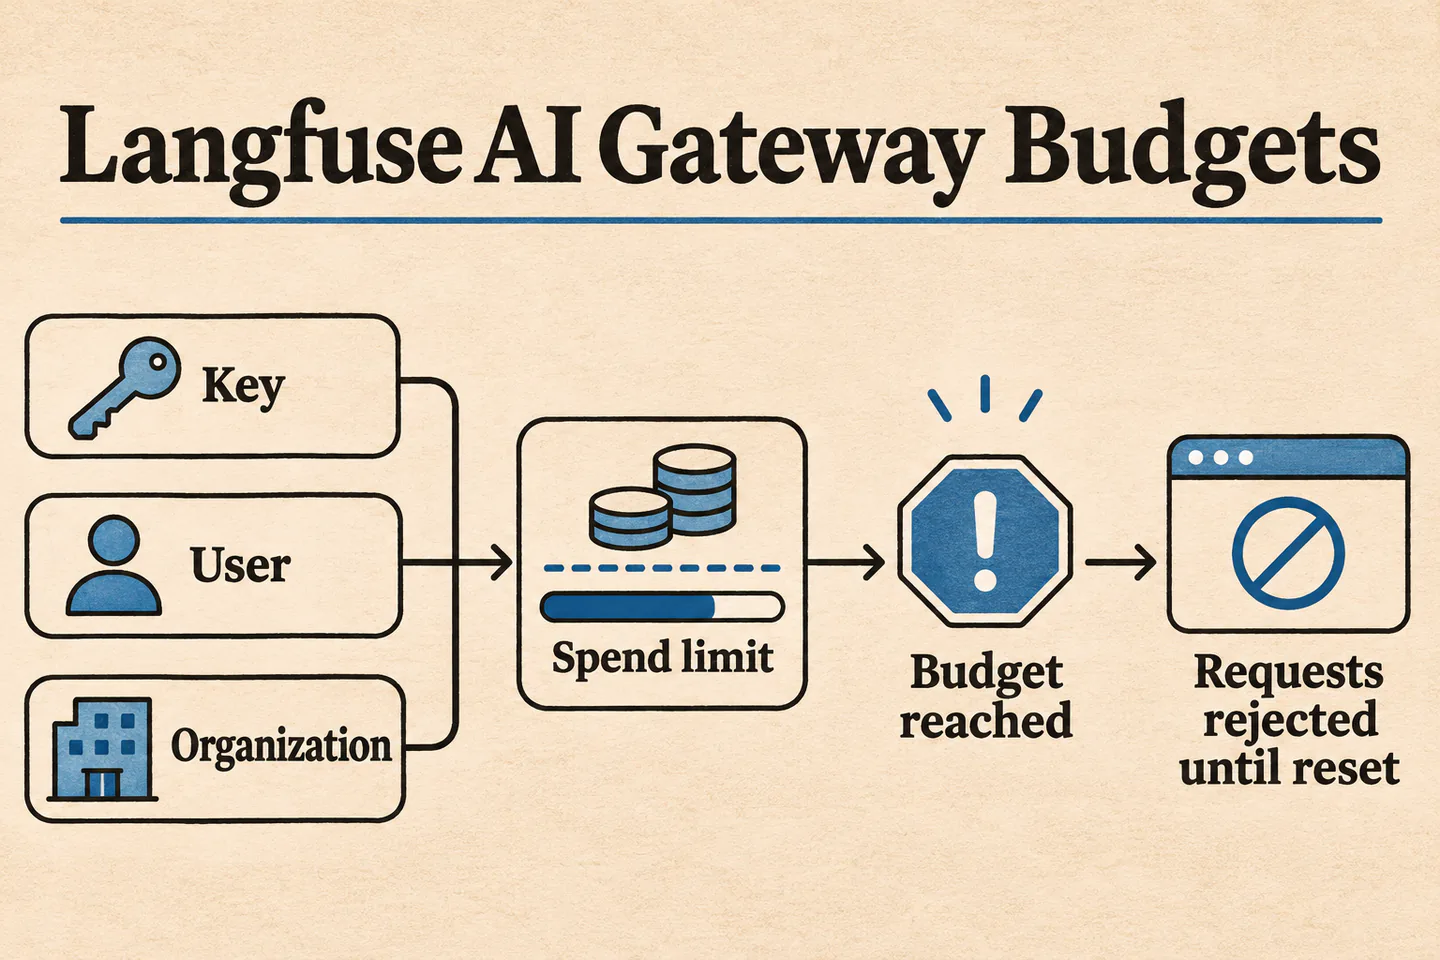 Langfuse AI Gateway Budgets
Key
User
Organization
Spend limit
Budget
reached
Requests
rejected
until reset